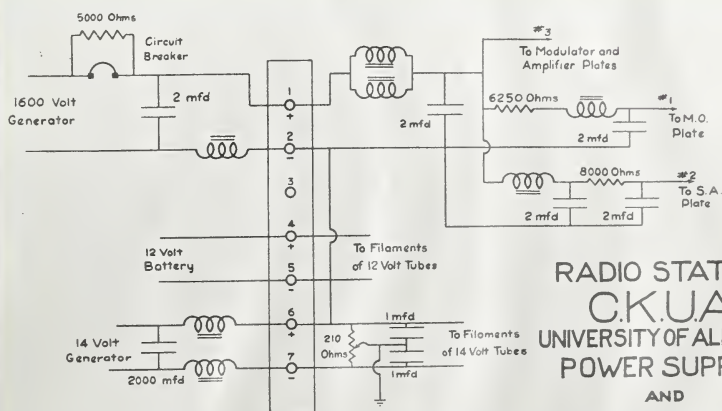 5000 Ohms
Circuit
Breaker
1600 Volt
Generator
2 mfd
1
+
2
-
3
4
+
5
-
6
+
7
-
12 Volt
Battery
To Filaments
of 12 Volt Tubes
14 Volt
Generator
2000 mfd
210
Ohms
1 mfd
1 mfd
To Filaments
of 14 Volt Tubes
2 mfd
#3
To Modulator and
Amplifier Plates
6250 Ohms
#1
To M.O.
Plate
2 mfd
8000 Ohms
#2
To S.A.
Plate
2 mfd
2 mfd
RADIO STAT
C.K.U.A
UNIVERSITY OF AL
POWER SUPP
AND